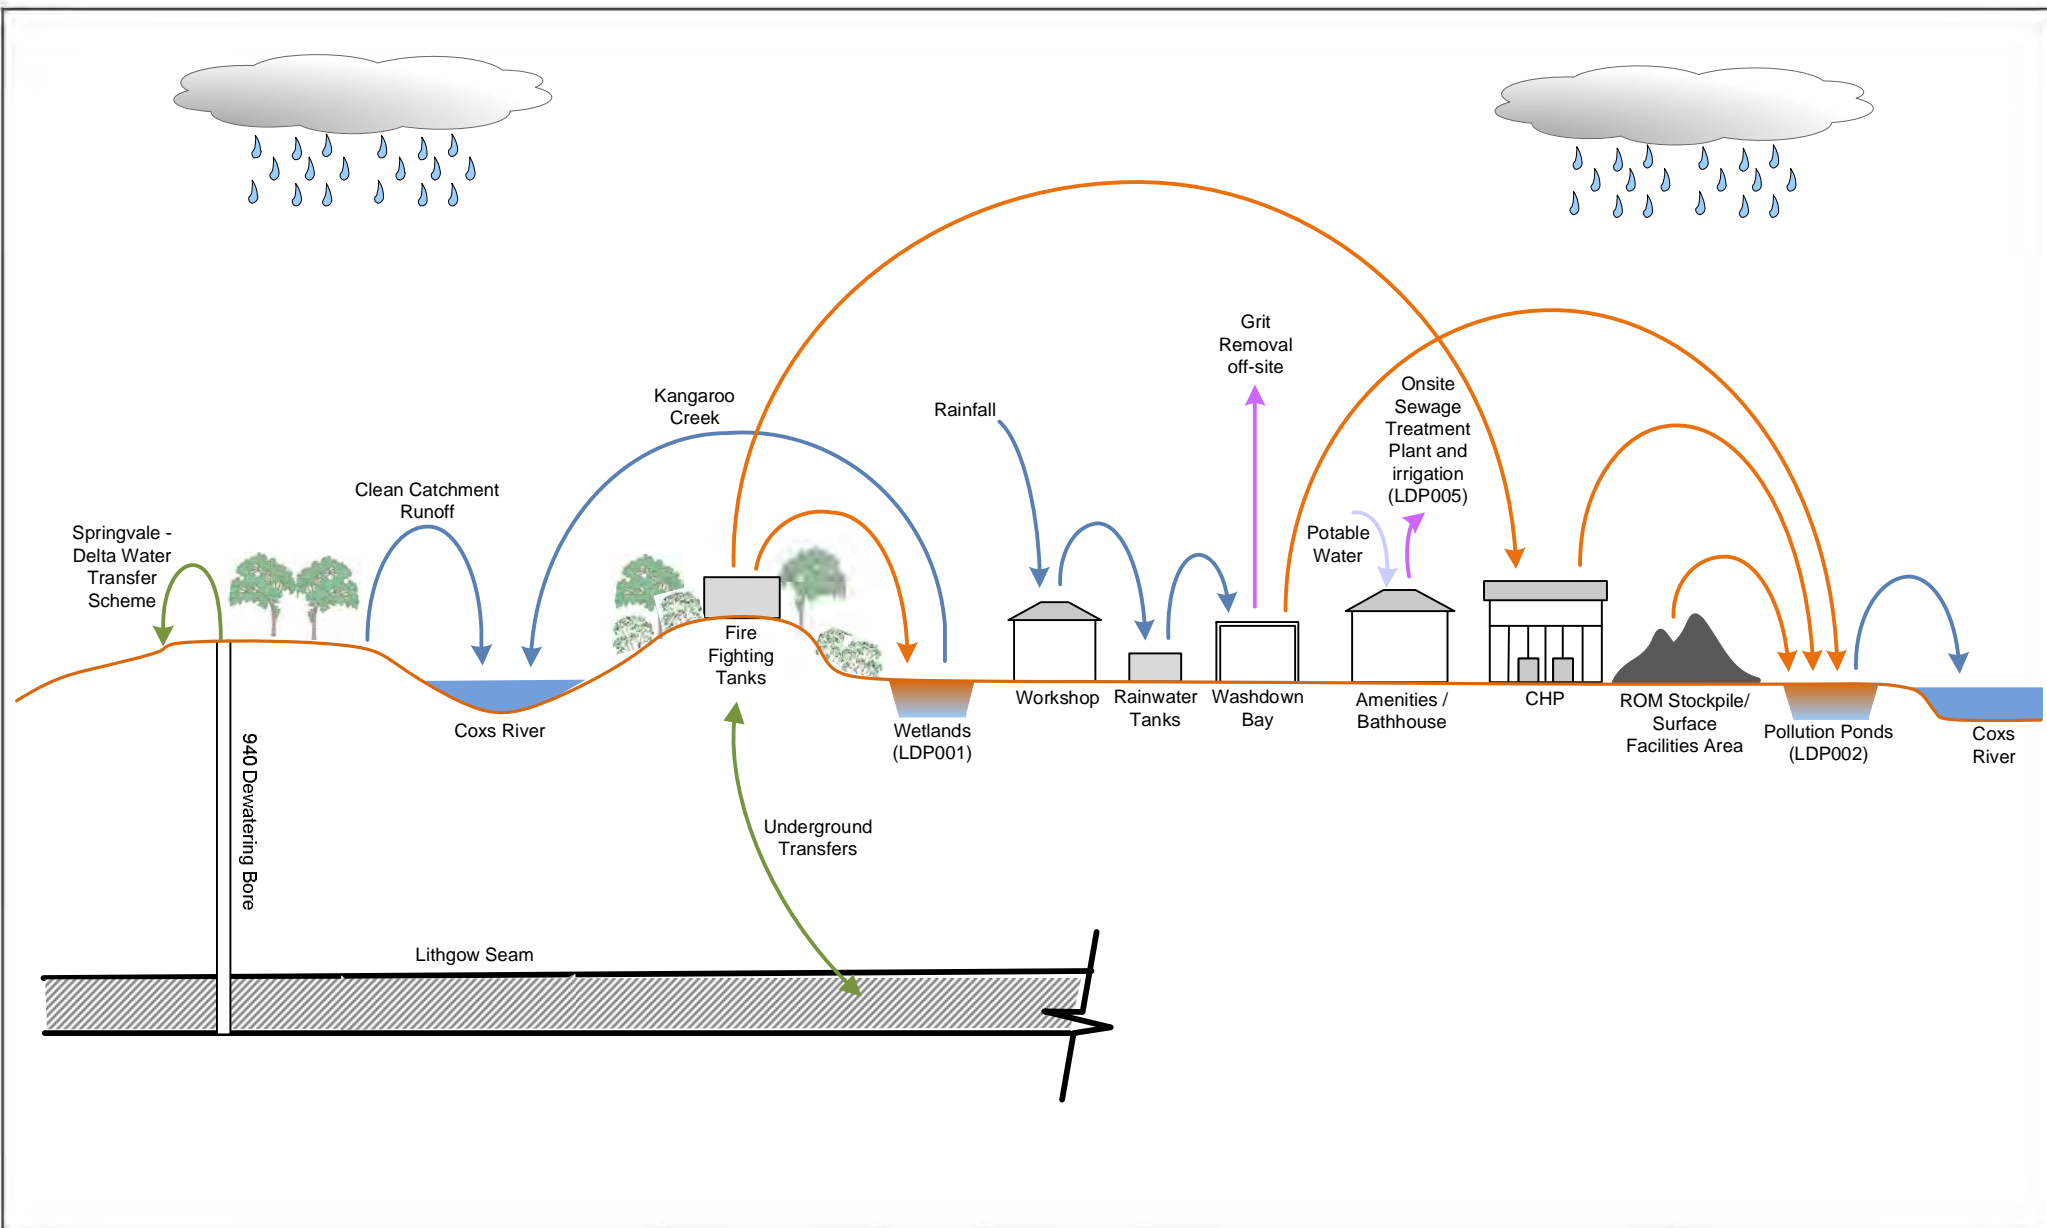 Grit
Removal
off-site
Onsite
Sewage
Treatment
Plant and
irrigation
(LDP005)
Kangaroo
Creek
Rainfall
Clean Catchment
Runoff
Springvale -
Delta Water
Transfer
Scheme
Potable
Water
Fire
Fighting
Tanks
Coxs River
Wetlands
(LDP001)
Workshop
Rainwater
Tanks
Washdown
Bay
Amenities /
Bathhouse
CHP
ROM Stockpile/
Surface
Facilities Area
Pollution Ponds
(LDP002)
Coxs
River
940 Dewatering Bore
Underground
Transfers
Lithgow Seam